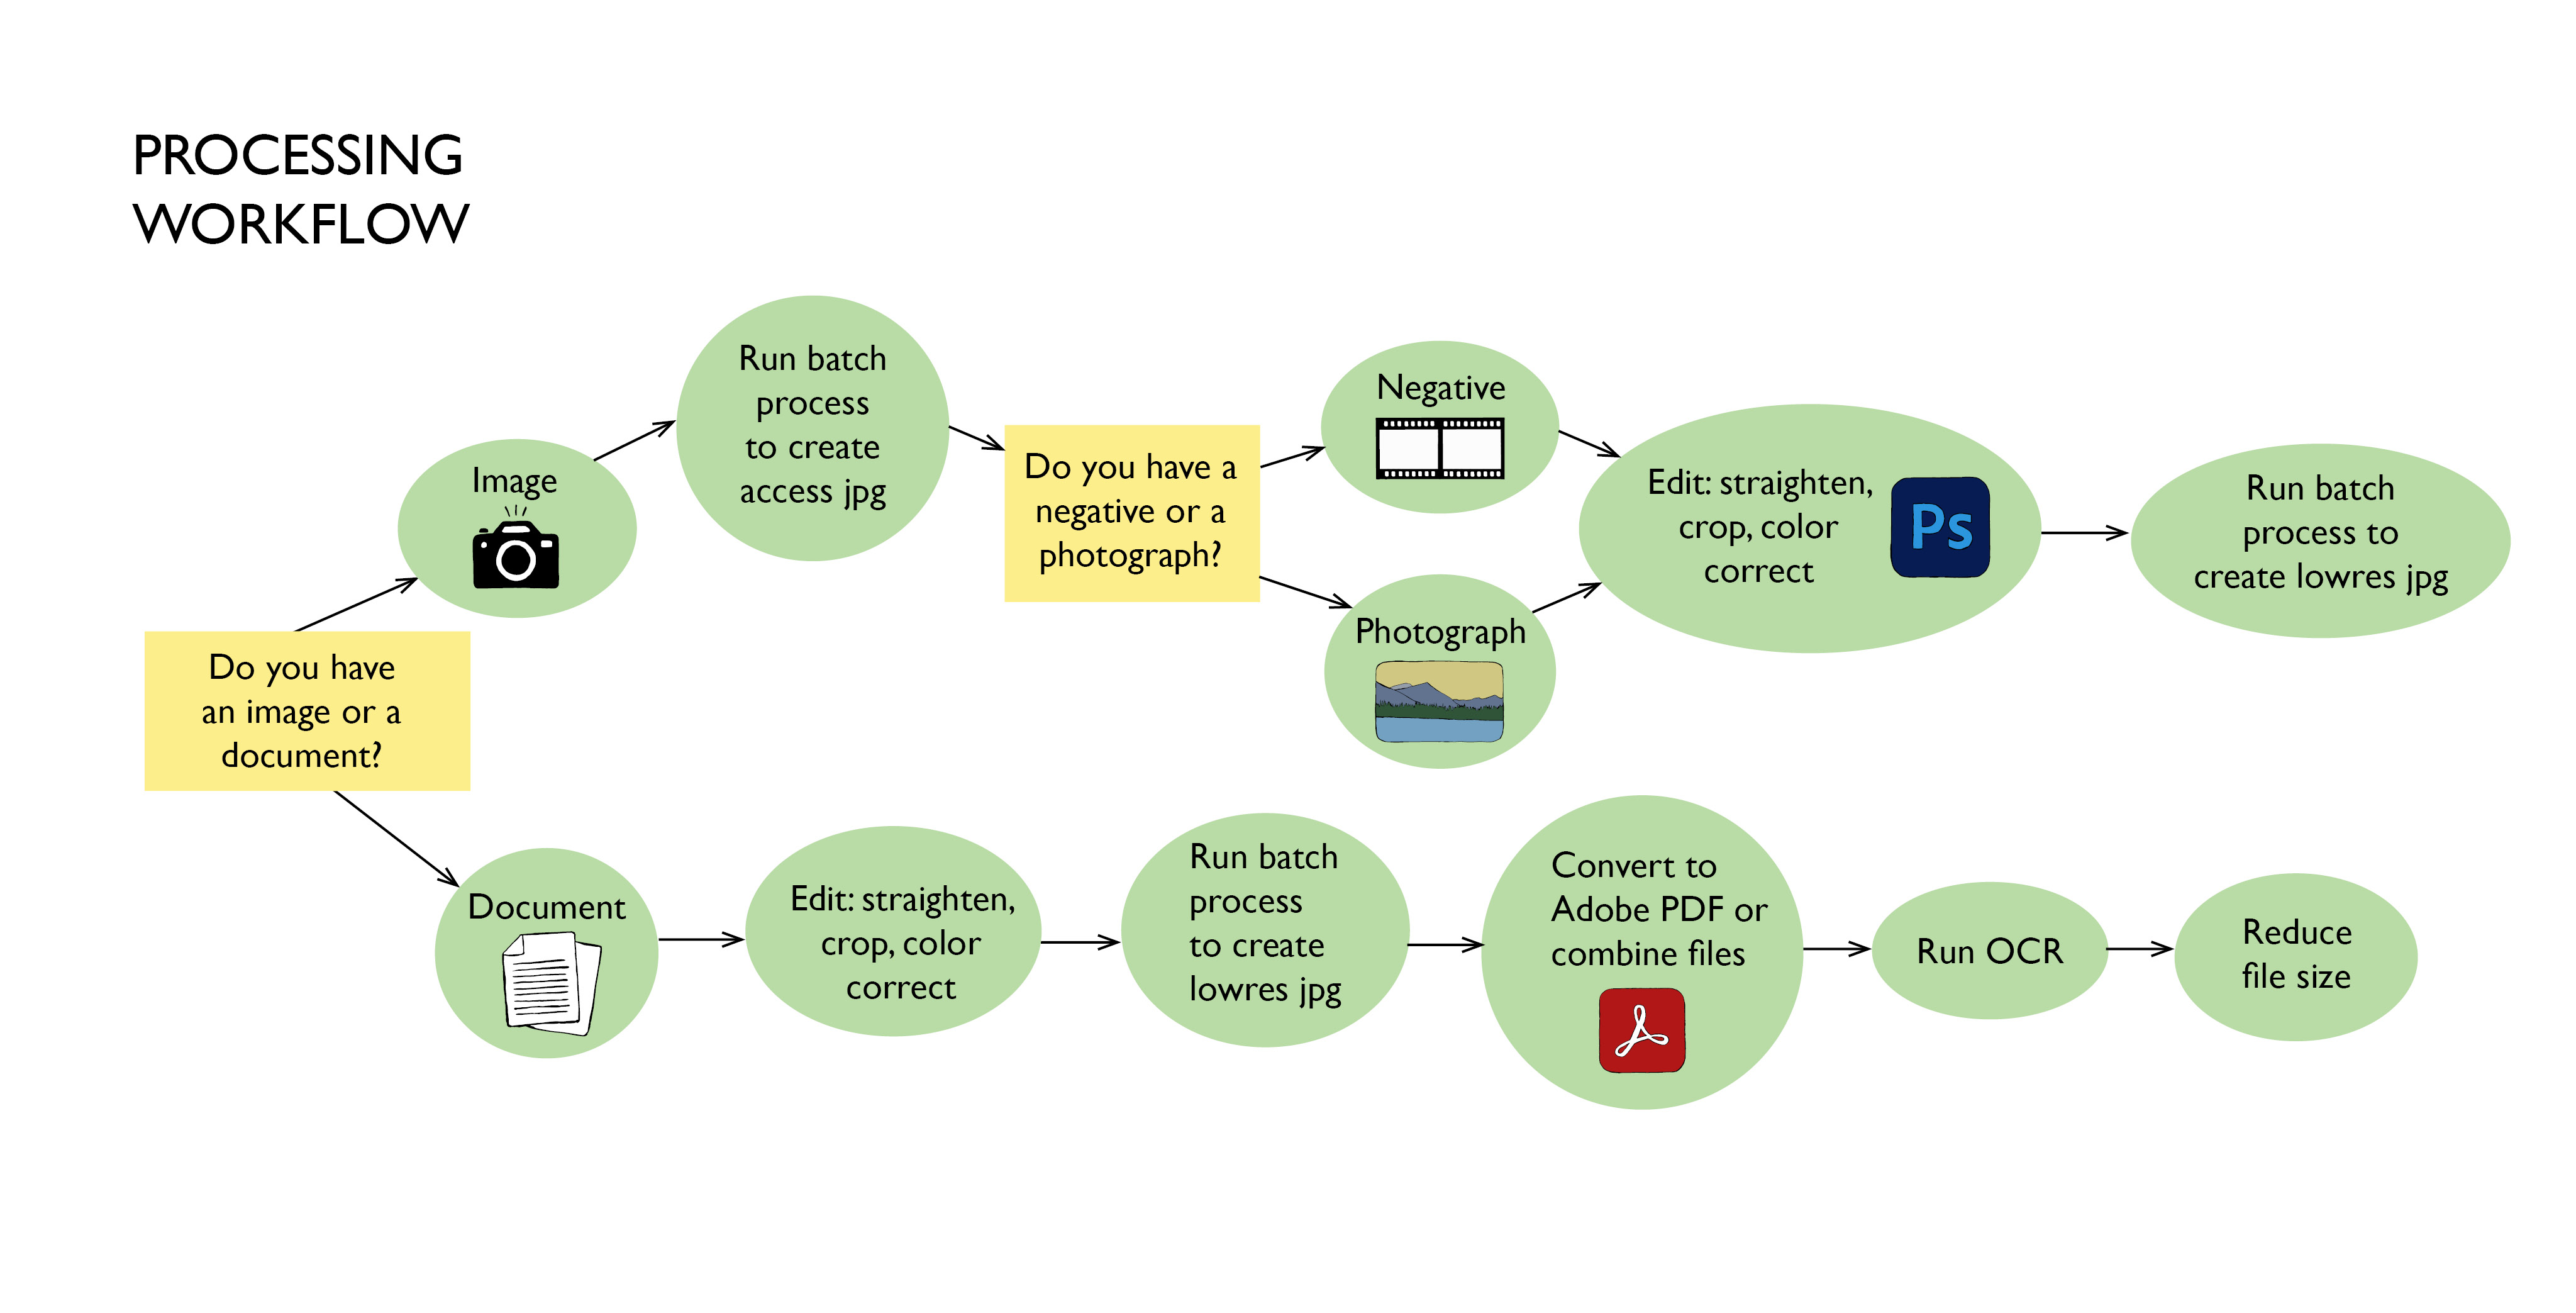 PROCESSING
WORKFLOW
Do you have
an image or a
document?
Image
Run batch
process
to create
access jpg
Do you have a
negative or a
photograph?
Negative
Photograph
Edit: straighten,
crop, color
correct
Ps
Run batch
process to
create lowres jpg
Document
Edit: straighten,
crop, color
correct
Run batch
process
to create
lowres jpg
Convert to
Adobe PDF or
combine files
Run OCR
Reduce
file size